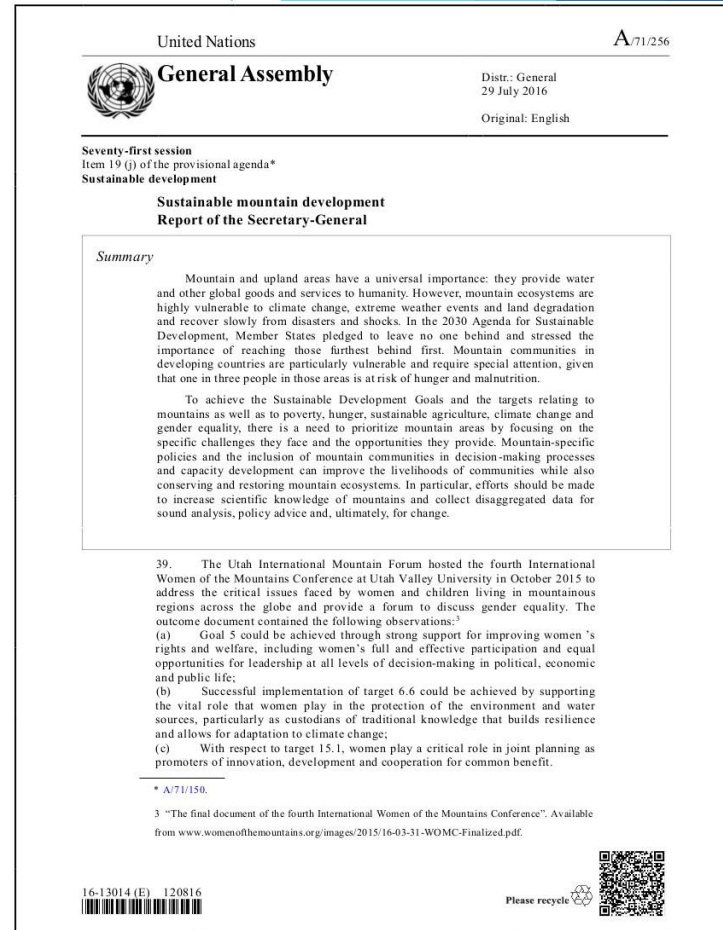 United Nations
A/71/256
General Assembly
Distr.: General
29 July 2016
Original: English
Seventy-first session
Item 19 (j) of the provisional agenda*
Sustainable development
Sustainable mountain development
Report of the Secretary-General
Summary
Mountain and upland areas have a universal importance: they provide water
and other global goods and services to humanity. However, mountain ecosystems are
highly vulnerable to climate change, extreme weather events and land degradation
and recover slowly from disasters and shocks. In the 2030 Agenda for Sustainable
Development, Member States pledged to leave no one behind and stressed the
importance of reaching those furthest behind first. Mountain communities in
developing countries are particularly vulnerable and require special attention, given
that one in three people in those areas is at risk of hunger and malnutrition.
To achieve the Sustainable Development Goals and the targets relating to
mountains as well as to poverty, hunger, sustainable agriculture, climate change and
gender equality, there is a need to prioritize mountain areas by focusing on the
specific challenges they face and the opportunities they provide. Mountain-specific
policies and the inclusion of mountain communities in decision-making processes
and capacity development can improve the livelihoods of communities while also
conserving and restoring mountain ecosystems. In particular, efforts should be made
to increase scientific knowledge of mountains and collect disaggregated data for
sound analysis, policy advice and, ultimately, for change.
39. The Utah International Mountain Forum hosted the fourth International
Women of the Mountains Conference at Utah Valley University in October 2015 to
address the critical issues faced by women and children living in mountainous
regions across the globe and provide a forum to discuss gender equality. The
outcome document contained the following observations:3
(a) Goal 5 could be achieved through strong support for improving women 's
rights and welfare, including women's full and effective participation and equal
opportunities for leadership at all levels of decision-making in political, economic
and public life;
(b) Successful implementation of target 6.6 could be achieved by supporting
the vital role that women play in the protection of the environment and water
sources, particularly as custodians of traditional knowledge that builds resilience
and allows for adaptation to climate change;
(c) With respect to target 15.1, women play a critical role in joint planning as
promoters of innovation, development and cooperation for common benefit.
* A/71/150.
3 “The final document of the fourth International Women of the Mountains Conference”. Available
from www.womenofthemountains.org/images/2015/16-03-31-WOMC-Finalized.pdf.
16-13014 (E) 120816
Please recycle